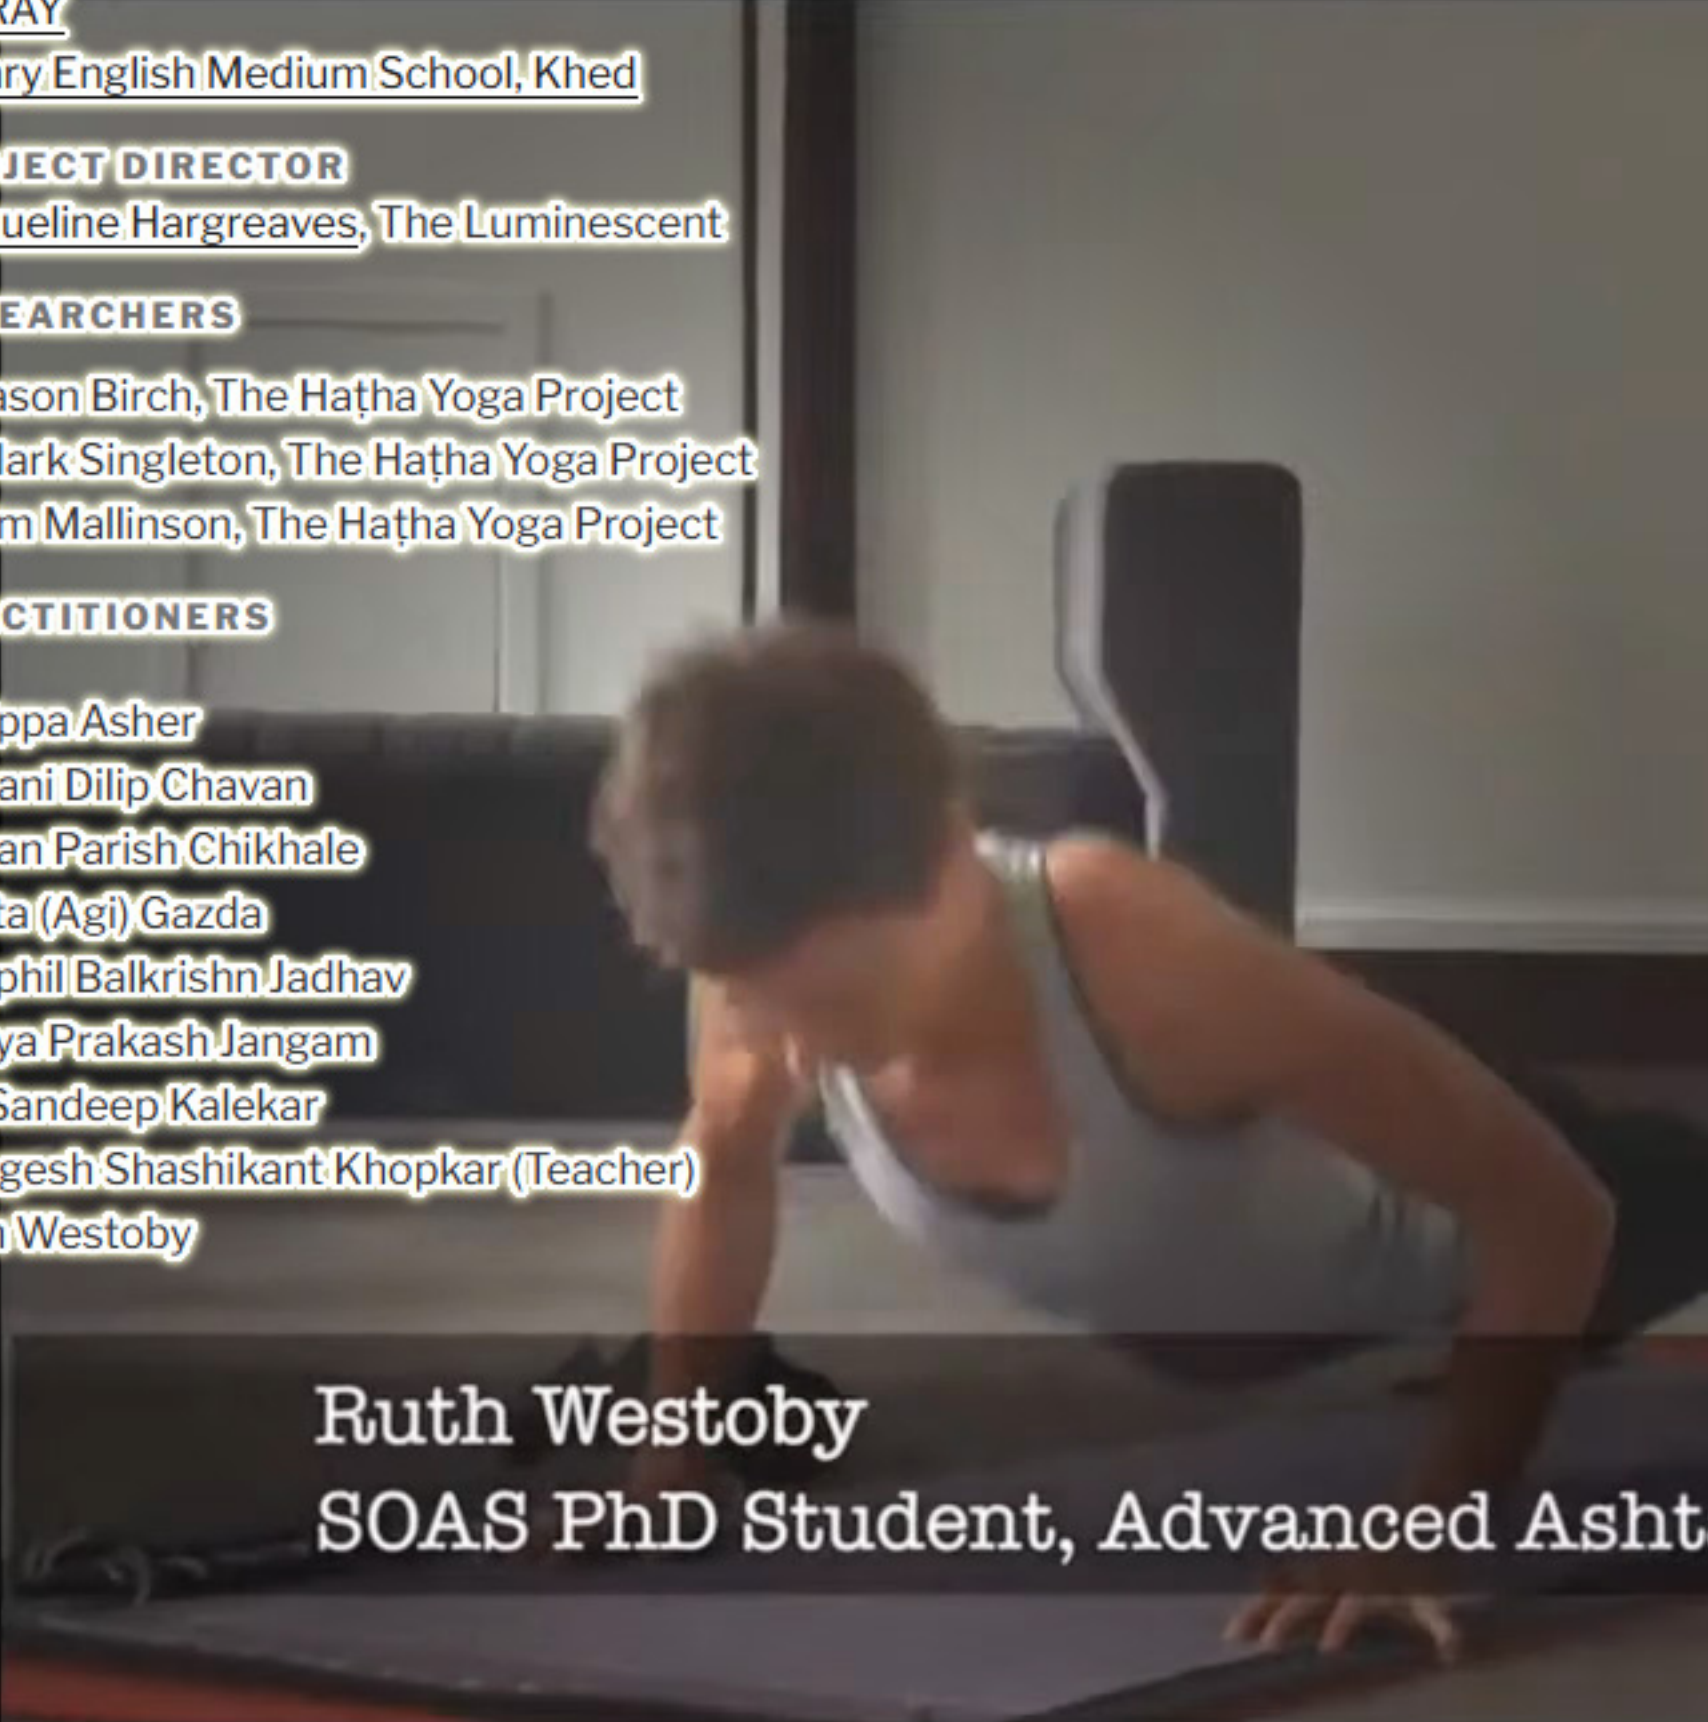 RAY
ry English Medium School, Khed
JECT DIRECTOR
ueline Hargreaves, The Luminescent
EARCHERS
ason Birch, The Haṭha Yoga Project
ark Singleton, The Haṭha Yoga Project
m Mallinson, The Haṭha Yoga Project
CTITIONERS
ppa Asher
ani Dilip Chavan
an Parish Chikhale
ta (Agi) Gazda
phil Balkrishn Jadhav
ya Prakash Jangam
Sandeep Kalekar
gesh Shashikant Khopkar (Teacher)
Westoby
Ruth Westoby
SOAS PhD Student, Advanced Asht